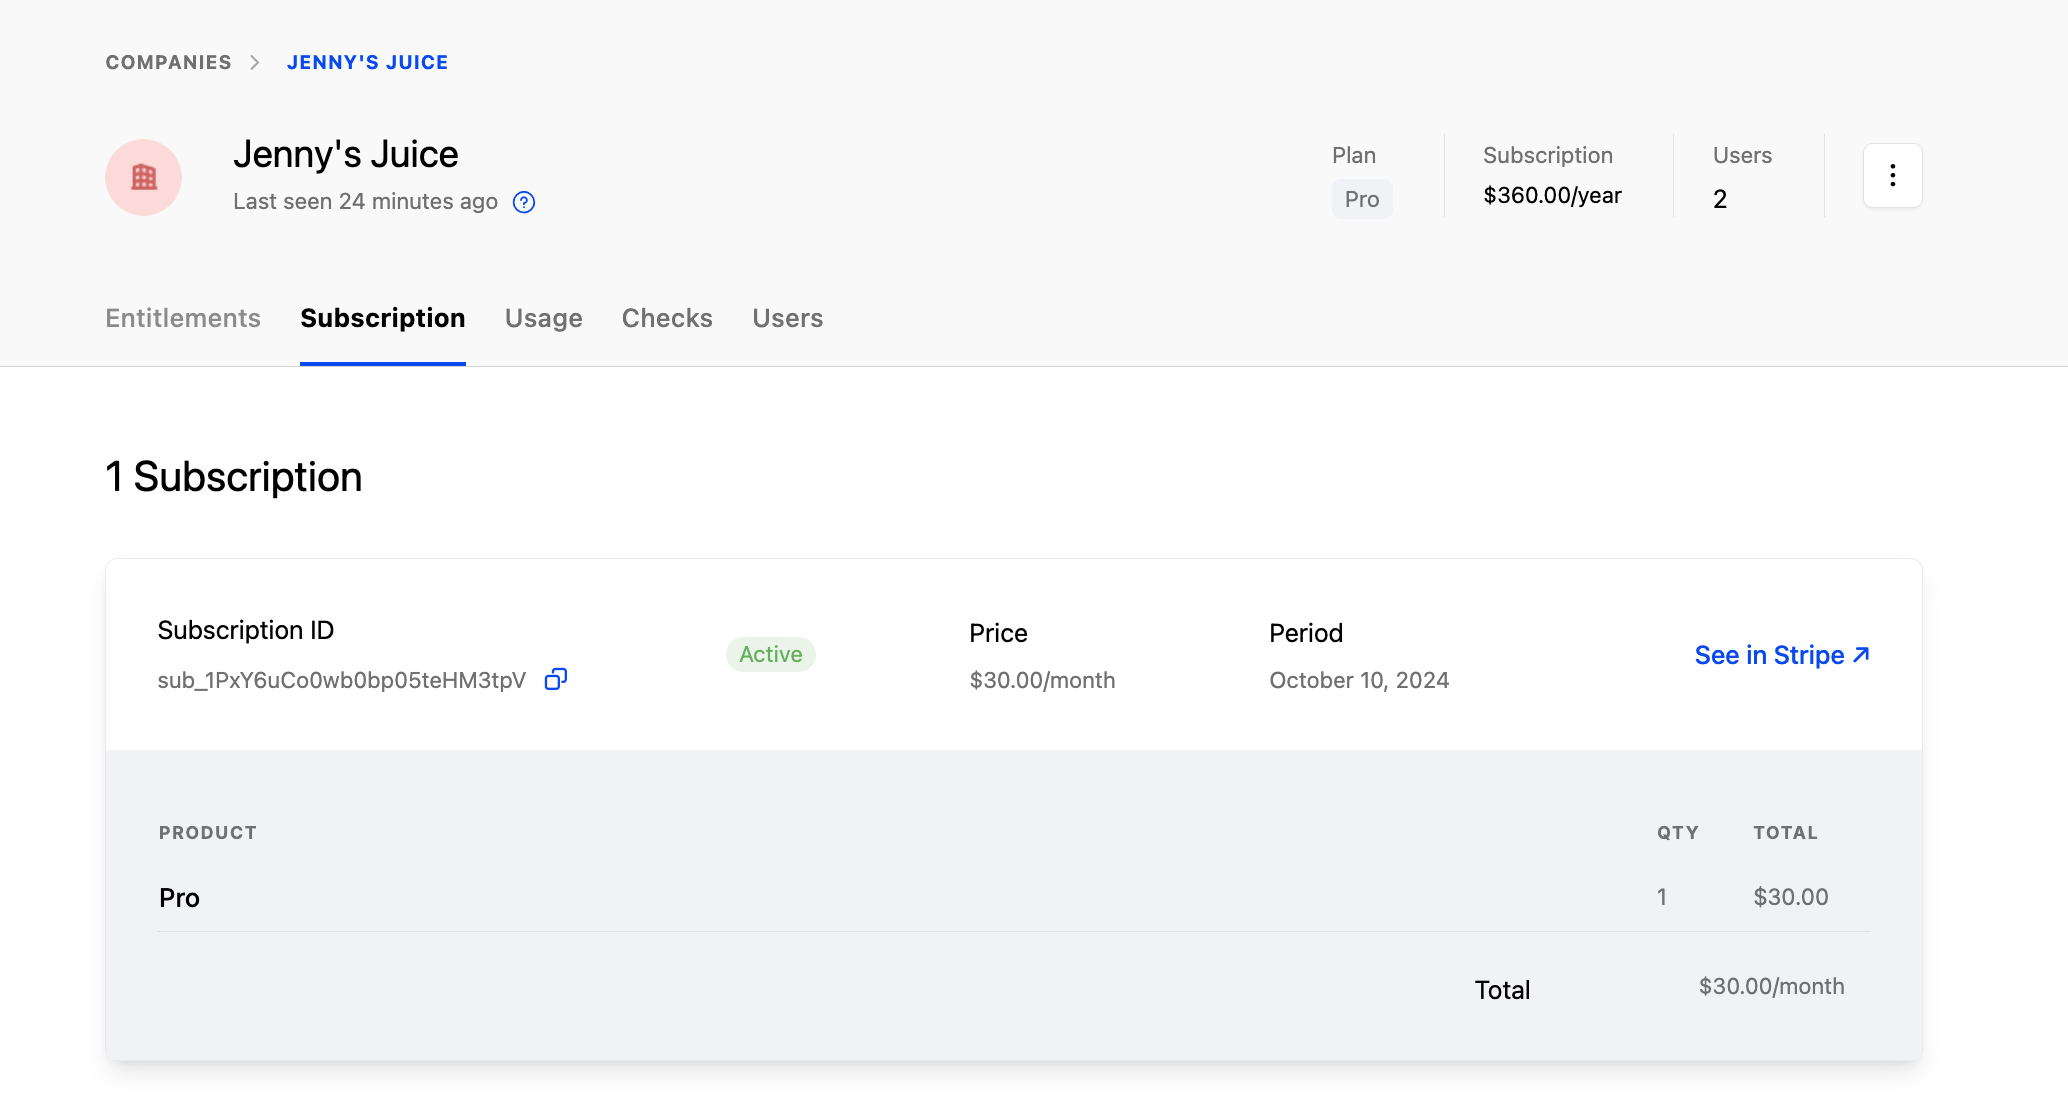 COMPANIES > JENNY'S JUICE
Jenny's Juice
Last seen 24 minutes ago ?
Plan
Pro
Subscription
$360.00/year
Users
2
Entitlements Subscription Usage Checks Users
1 Subscription
Subscription ID
sub_1PxY6uCo0wb0bp05teHM3tpV
Active
Price
$30.00/month
Period
October 10, 2024
See in Stripe
PRODUCT QTY TOTAL
Pro 1 $30.00
Total $30.00/month